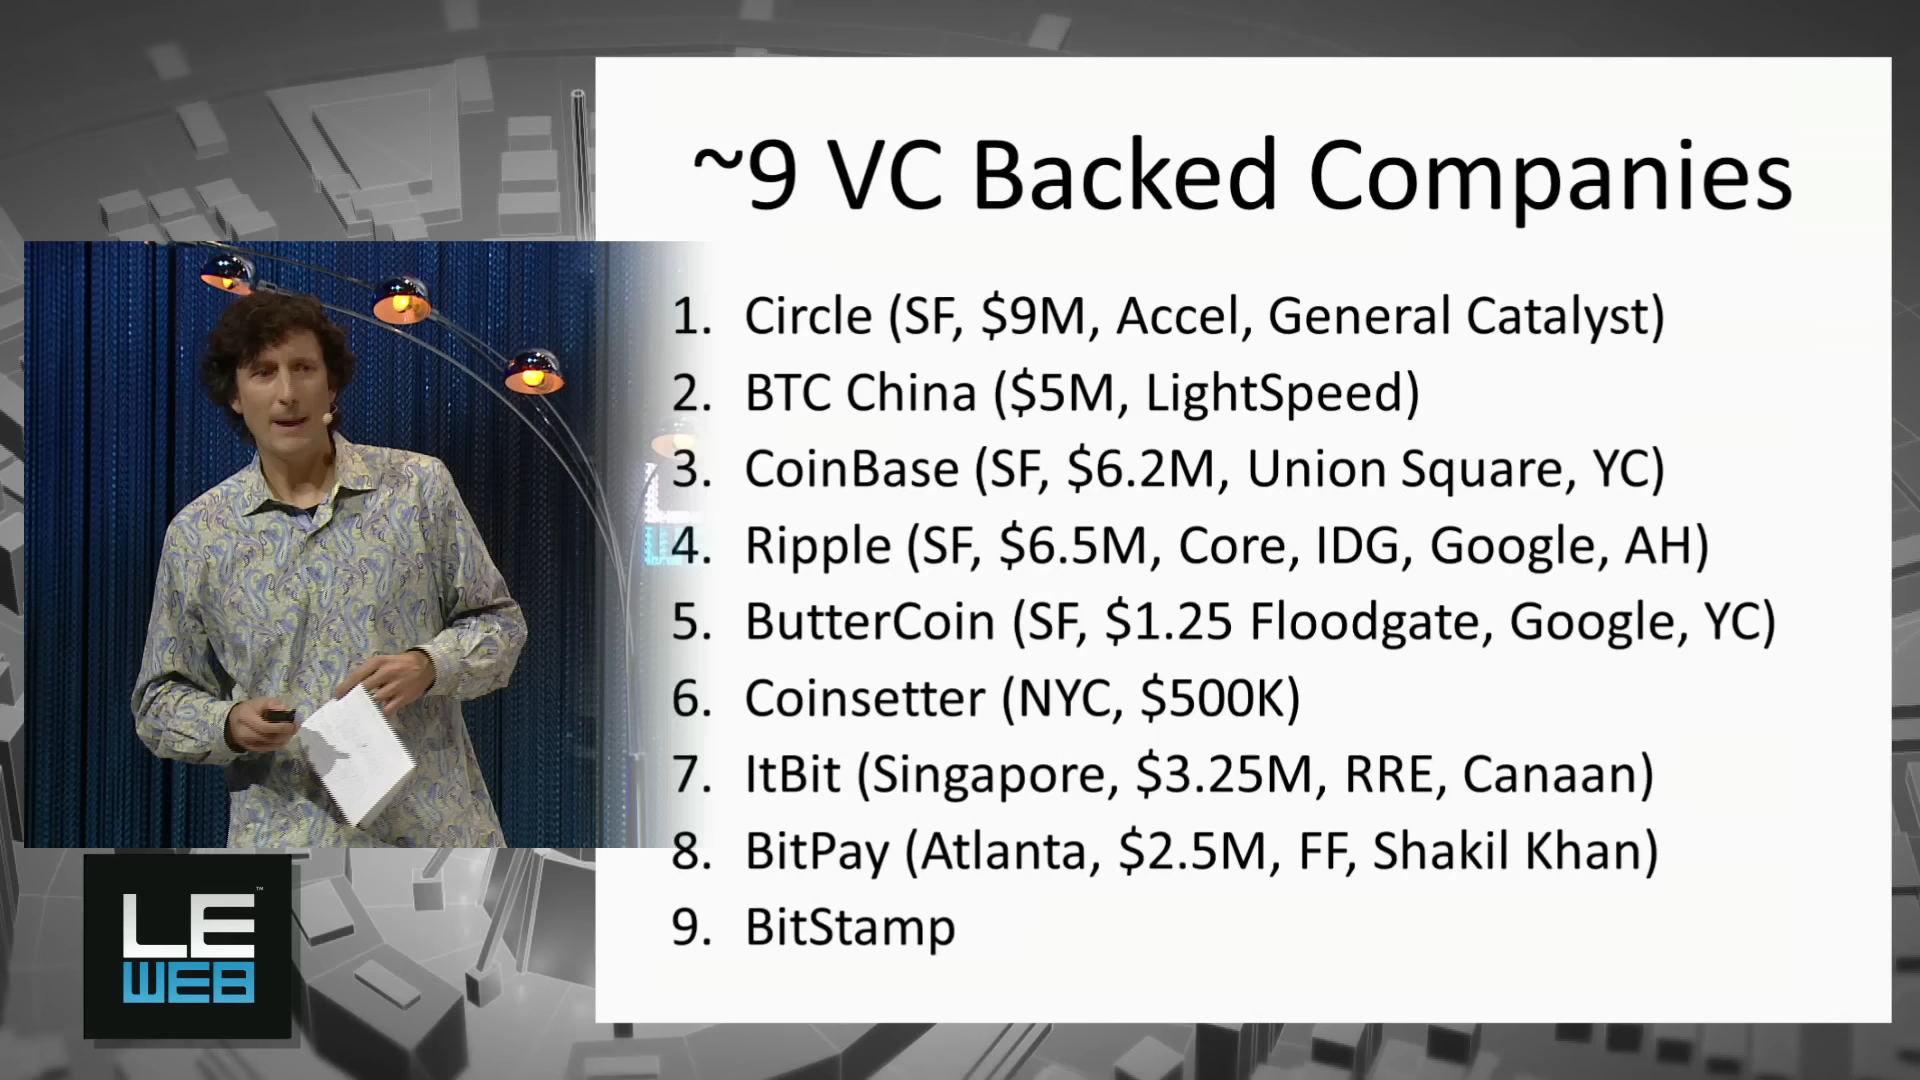 ~9 VC Backed Companies
1. Circle (SF, $9M, Accel, General Catalyst)
2. BTC China ($5M, LightSpeed)
3. CoinBase (SF, $6.2M, Union Square, YC)
4. Ripple (SF, $6.5M, Core, IDG, Google, AH)
5. ButterCoin (SF, $1.25 Floodgate, Google, YC)
6. Coinsetter (NYC, $500K)
7. ItBit (Singapore, $3.25M, RRE, Canaan)
8. BitPay (Atlanta, $2.5M, FF, Shakil Khan)
9. BitStamp
LE™
WEB